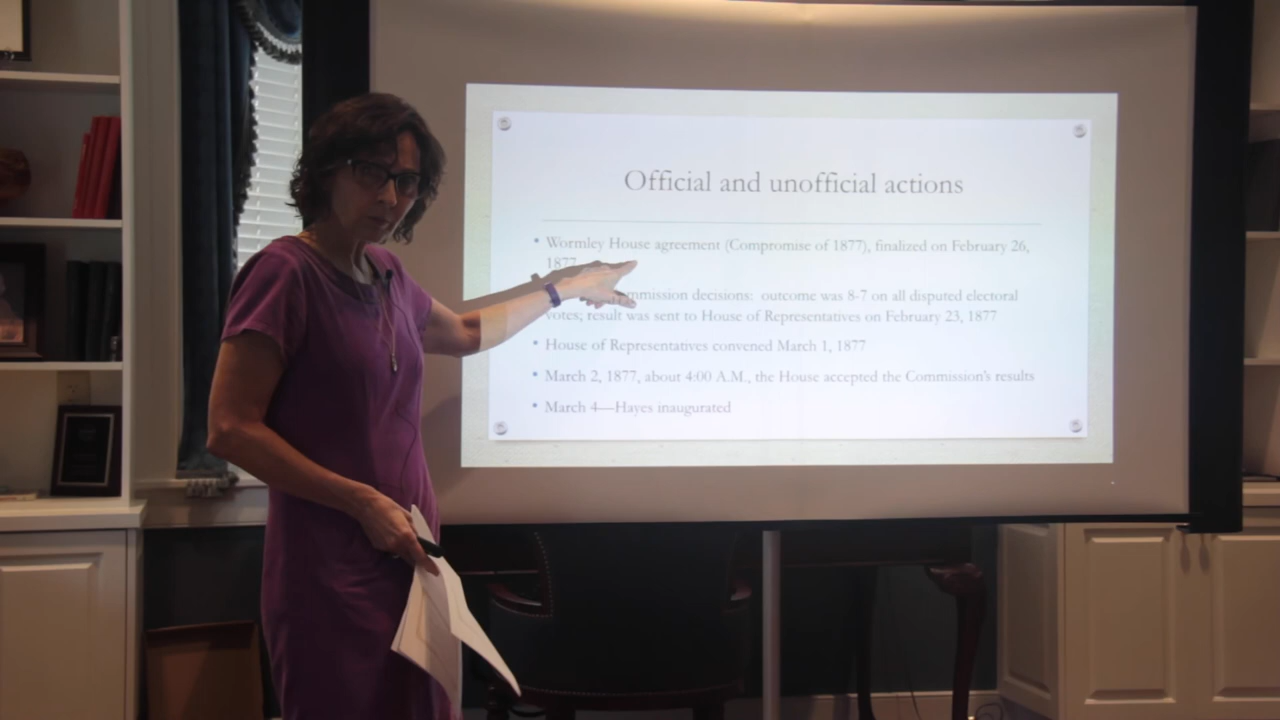 Official and unofficial actions
• Wormley House agreement (Compromise of 1877), finalized on February 26,
1877
mmission decisions: outcome was 8-7 on all disputed electoral
votes; result was sent to House of Representatives on February 23, 1877
• House of Representatives convened March 1, 1877
• March 2, 1877, about 4:00 A.M., the House accepted the Commission's results
• March 4—Hayes inaugurated